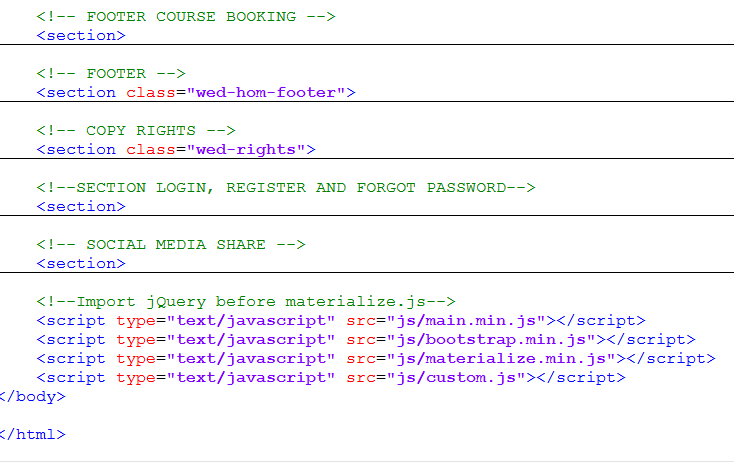 <!-- FOOTER COURSE BOOKING -->
<section>
<!-- FOOTER -->
<section class="wed-hom-footer">
<!-- COPY RIGHTS -->
<section class="wed-rights">
<!--SECTION LOGIN, REGISTER AND FORGOT PASSWORD-->
<section>
<!-- SOCIAL MEDIA SHARE -->
<section>
<!--Import jQuery before materialize.js-->
<script type="text/javascript" src="js/main.min.js"></script>
<script type="text/javascript" src="js/bootstrap.min.js"></script>
<script type="text/javascript" src="js/materialize.min.js"></script>
<script type="text/javascript" src="js/custom.js"></script>
</body>
</html>